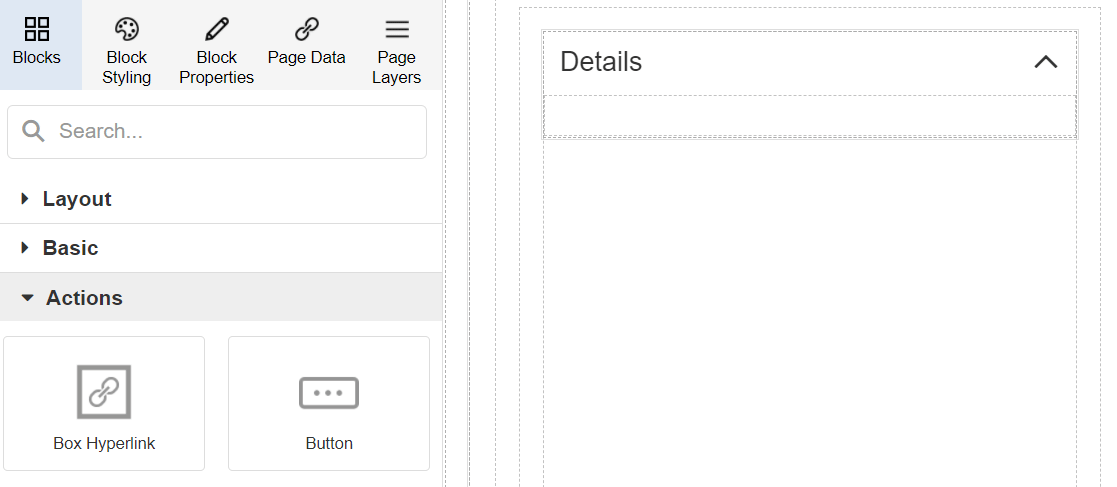 Blocks
Block
Styling
Block
Properties
Page Data
Page
Layers
Search...
Layout
Basic
Actions
Box Hyperlink
Button
Details